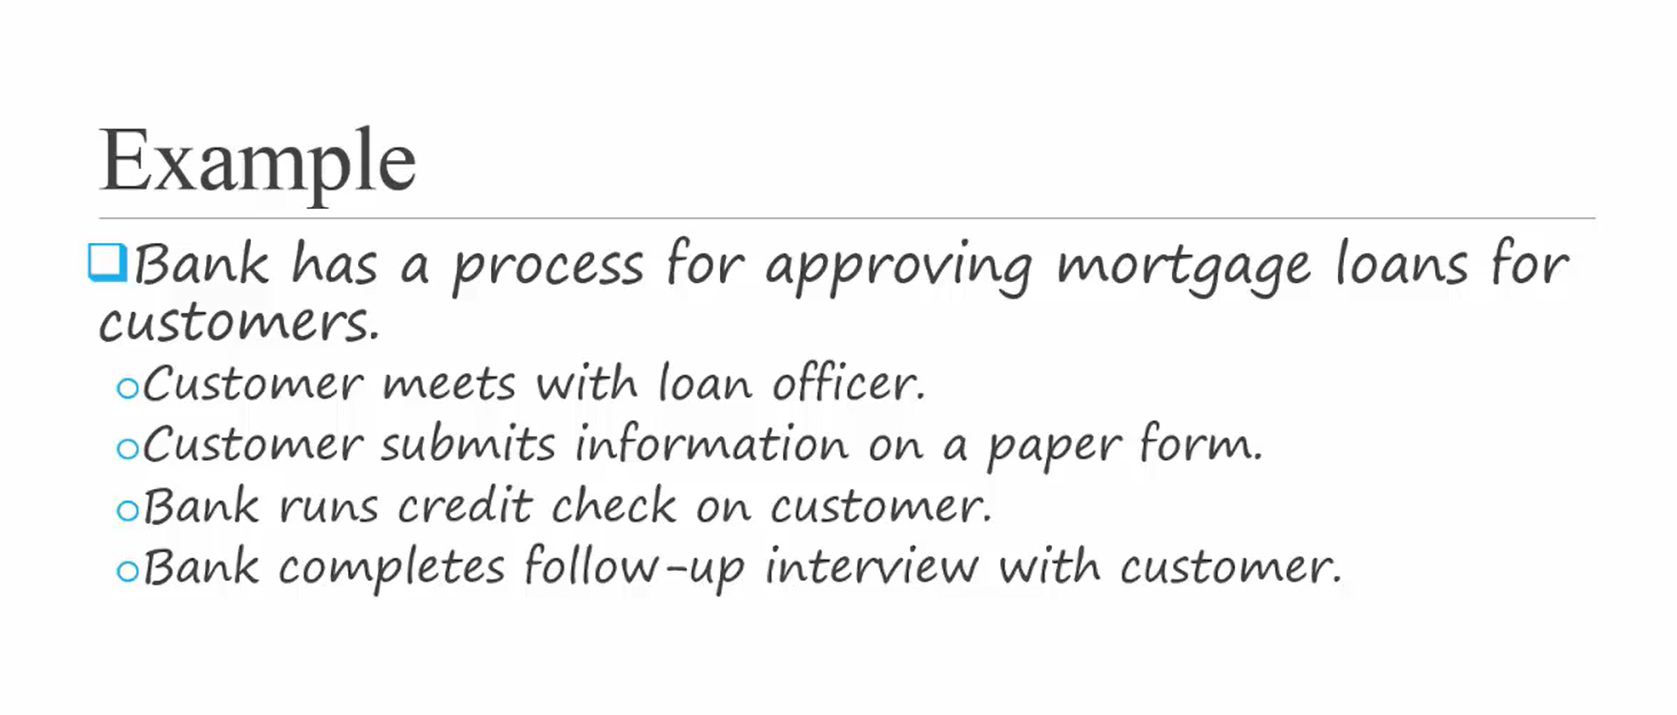 Example
Bank has a process for approving mortgage loans for
customers.
Customer meets with loan officer.
Customer submits information on a paper form.
Bank runs credit check on customer.
Bank completes follow-up interview with customer.